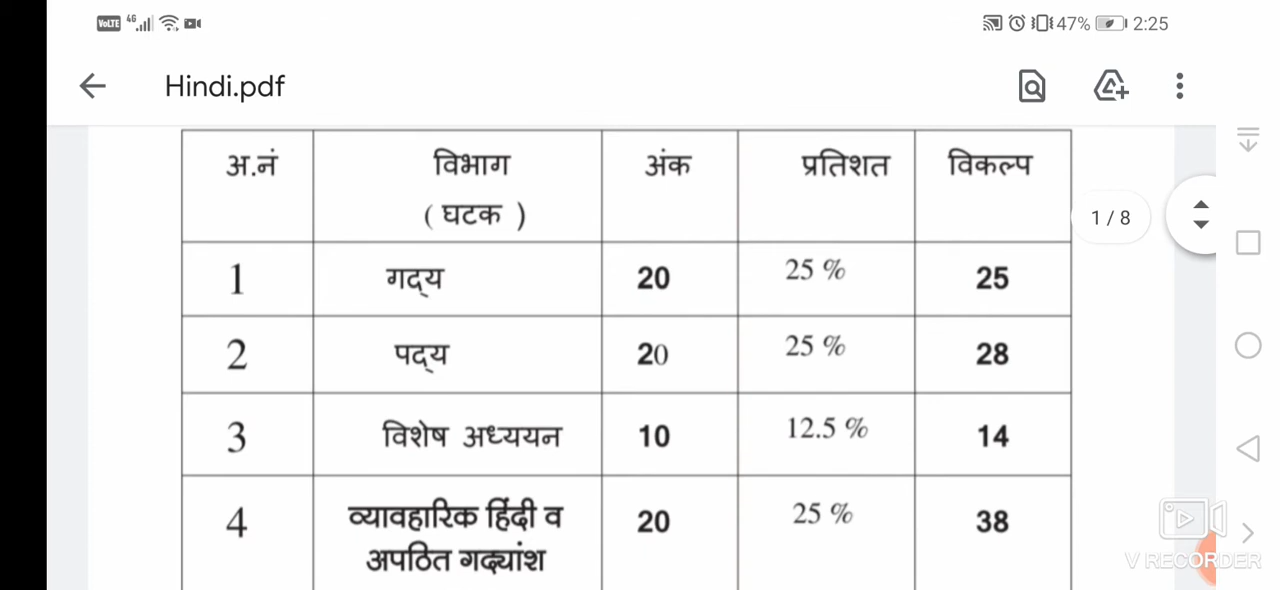 VoLTE 4G 47% 2:25
Hindi.pdf
अ.नं विभाग ( घटक ) अंक प्रतिशत विकल्प
1 / 8
1 गद्य 20 25 % 25
2 पद्य 20 25 % 28
3 विशेष अध्ययन 10 12.5 % 14
4 व्यावहारिक हिंदी व अपठित गद्यांश 20 25 % 38
V RECORDER